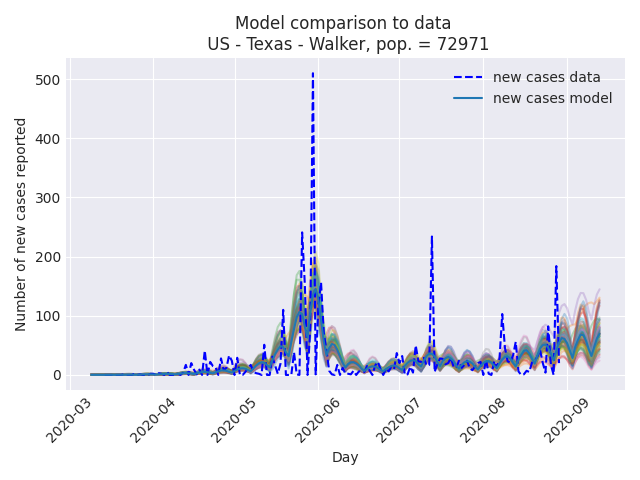 Model comparison to data
US - Texas - Walker, pop. = 72971
new cases data
new cases model
Number of new cases reported
500
400
300
200
100
0
2020-03
2020-04
2020-05
2020-06
2020-07
2020-08
2020-09
Day